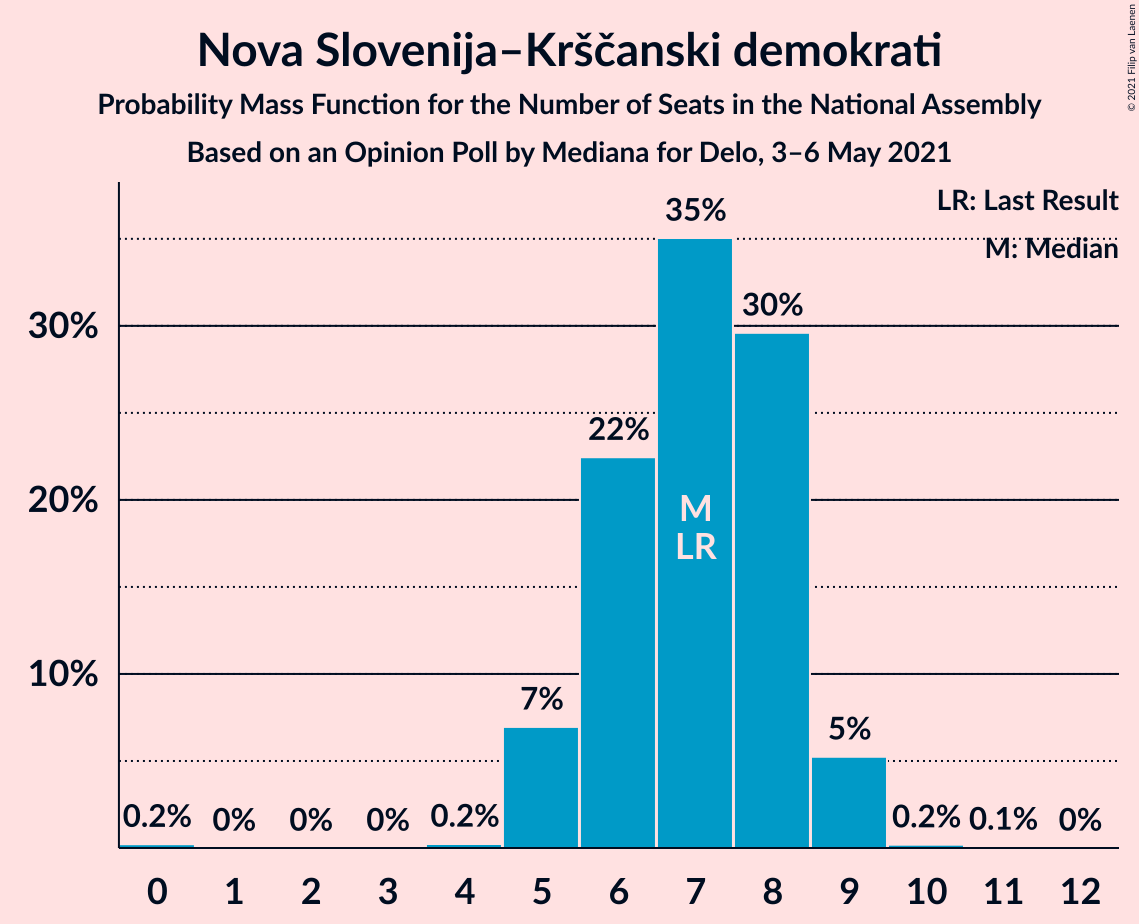 Nova Slovenija–Krščanski demokrati
Probability Mass Function for the Number of Seats in the National Assembly
Based on an Opinion Poll by Mediana for Delo, 3–6 May 2021
© 2021 Filip van Laenen
LR: Last Result
M: Median
35%
30%
30%
22%
20%
M
LR
10%
7%
5%
0.2% 0% 0% 0% 0.2% 0.2% 0.1% 0%
0 1 2 3 4 5 6 7 8 9 10 11 12